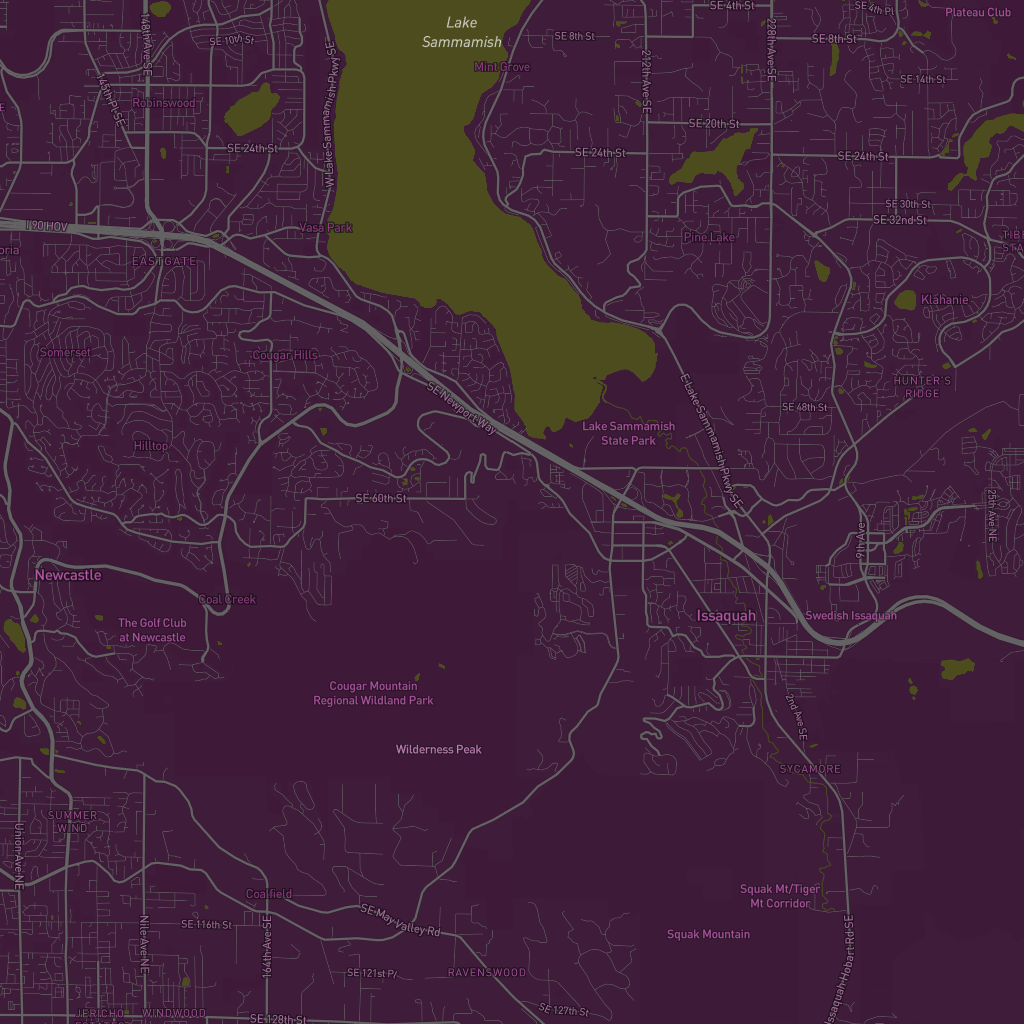 Lake
Sammamish
SE 4th St
SE 4th Pl
Plateau Club
148th Ave SE
SE 10th St
SE 8th St
SE 8th St
228th Ave SE
212th Ave SE
Mint Grove
SE 14th St
145th Pl SE
Robinswood
W Lake Sammamish Pkwy SE
SE 20th St
SE 24th St
SE 24th St
SE 24th St
SE 30th St
SE 32nd St
I 90 HOV
Vasa Park
Pine Lake
EASTGATE
Klahanie
Somerset
Cougar Hills
SE Newport Way
E Lake Sammamish Pkwy SE
HUNTER'S
RIDGE
SE 48th St
Lake Sammamish
State Park
Hilltop
SE 60th St
25th Ave NE
9th Ave
Newcastle
Coal Creek
The Golf Club
at Newcastle
Issaquah
Swedish Issaquah
Cougar Mountain
Regional Wildland Park
2nd Ave SE
Wilderness Peak
SYCAMORE
SUMMER
WIND
Union Ave NE
Coalfield
Squak Mt/Tiger
Mt Corridor
SE May Valley Rd
SE 116th St
Nile Ave NE
164th Ave SE
Squak Mountain
SE 121st Pl
RAVENSWOOD
Issaquah Hobart Rd SE
SE 127th St
JERICHO
WINDWOOD
SE 128th St